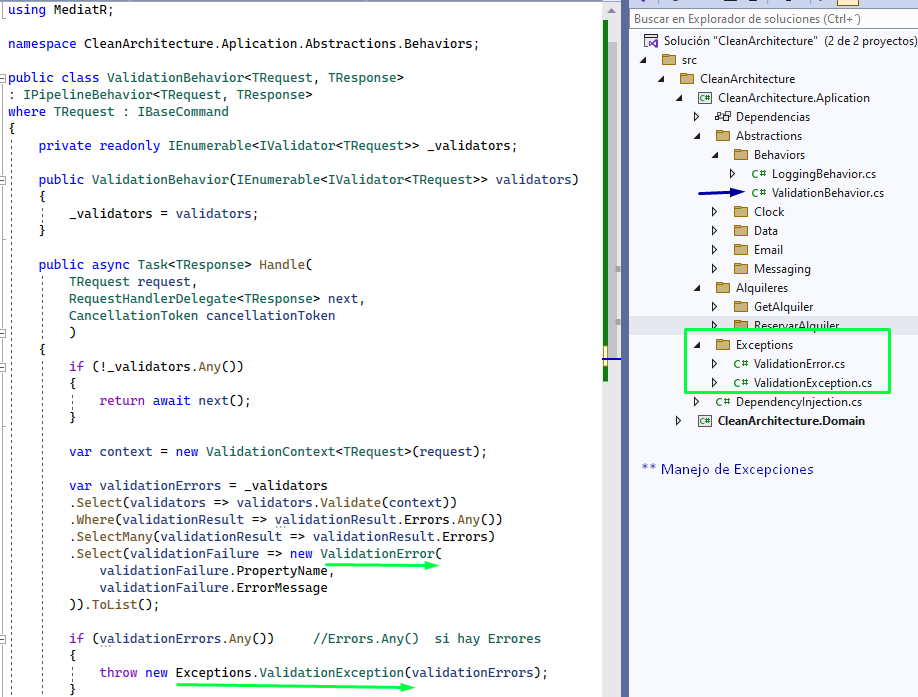 using MediatR;
namespace CleanArchitecture.Aplication.Abstractions.Behaviors;
public class ValidationBehavior<TRequest, TResponse>
: IPipelineBehavior<TRequest, TResponse>
where TRequest : IBaseCommand
{
private readonly IEnumerable<IValidator<TRequest>> _validators;
public ValidationBehavior(IEnumerable<IValidator<TRequest>> validators)
{
_validators = validators;
}
public async Task<TResponse> Handle(
TRequest request,
RequestHandlerDelegate<TResponse> next,
CancellationToken cancellationToken
)
{
if (!_validators.Any())
{
return await next();
}
var context = new ValidationContext<TRequest>(request);
var validationErrors = _validators
.Select(validators => validators.Validate(context))
.Where(validationResult => validationResult.Errors.Any())
.SelectMany(validationResult => validationResult.Errors)
.Select(validationFailure => new ValidationError(
validationFailure.PropertyName,
validationFailure.ErrorMessage
)).ToList();
if (validationErrors.Any()) //Errors.Any() si hay Errores
{
throw new Exceptions.ValidationException(validationErrors);
}
Buscar en Explorador de soluciones (Ctrl+´)
Solución "CleanArchitecture" (2 de 2 proyectos)
src
CleanArchitecture
C# CleanArchitecture.Aplication
Dependencias
Abstractions
Behaviors
C# LoggingBehavior.cs
C# ValidationBehavior.cs
Clock
Data
Email
Messaging
Alquileres
GetAlquiler
ReservarAlquiler
Exceptions
C# ValidationError.cs
C# ValidationException.cs
C# DependencyInjection.cs
C# CleanArchitecture.Domain
** Manejo de Excepciones